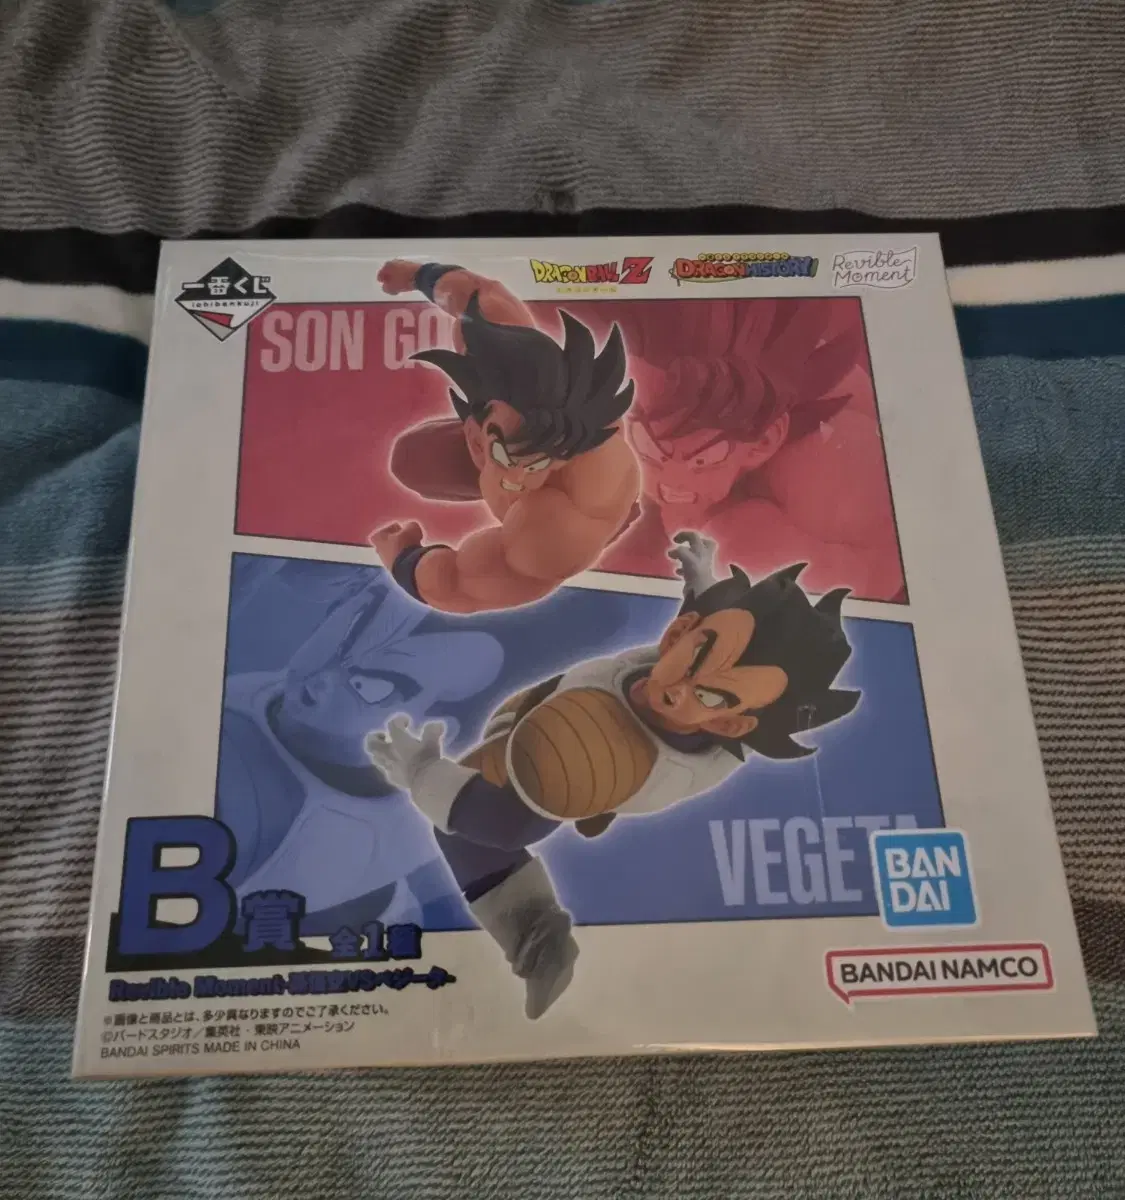 一番くじ
ichibankuji
DRAGONBALL Z
DRAGON HISTORY
Revible
Moment
SON GO
VEGETA
BAN
DAI
BANDAI NAMCO
B賞
全1種
Revible Moment 孫悟空VSベジータ
※画像と商品とは、多少異なりますのでご了承ください。
©バードスタジオ／集英社・東映アニメーション
BANDAI SPIRITS MADE IN CHINA